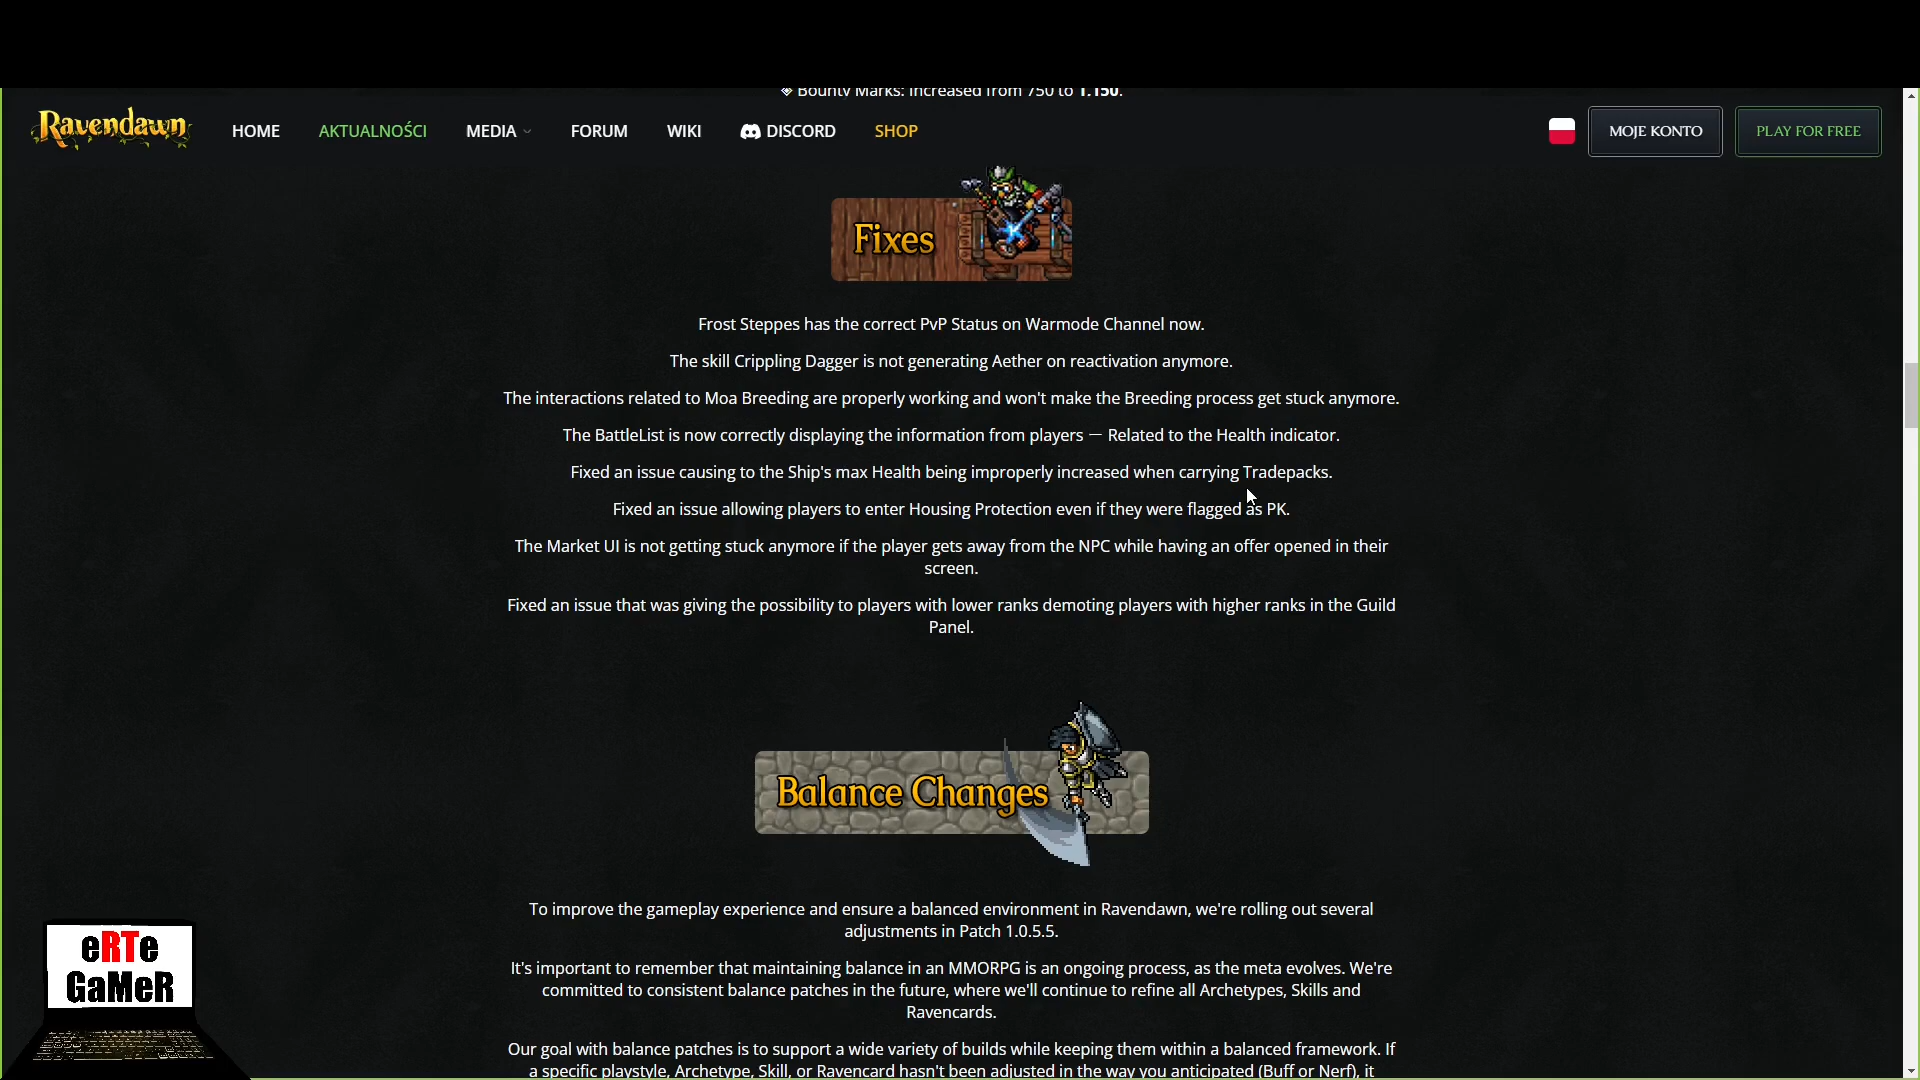 ◈ Bounty Marks: Increased from 750 to 1.150.
Ravendawn
HOME
AKTUALNOŚCI
MEDIA
FORUM
WIKI
DISCORD
SHOP
MOJE KONTO
PLAY FOR FREE
Fixes
Frost Steppes has the correct PvP Status on Warmode Channel now.
The skill Crippling Dagger is not generating Aether on reactivation anymore.
The interactions related to Moa Breeding are properly working and won't make the Breeding process get stuck anymore.
The BattleList is now correctly displaying the information from players — Related to the Health indicator.
Fixed an issue causing to the Ship's max Health being improperly increased when carrying Tradepacks.
Fixed an issue allowing players to enter Housing Protection even if they were flagged as PK.
The Market UI is not getting stuck anymore if the player gets away from the NPC while having an offer opened in their
screen.
Fixed an issue that was giving the possibility to players with lower ranks demoting players with higher ranks in the Guild
Panel.
Balance Changes
To improve the gameplay experience and ensure a balanced environment in Ravendawn, we're rolling out several
adjustments in Patch 1.0.5.5.
It's important to remember that maintaining balance in an MMORPG is an ongoing process, as the meta evolves. We're
committed to consistent balance patches in the future, where we'll continue to refine all Archetypes, Skills and
Ravencards.
Our goal with balance patches is to support a wide variety of builds while keeping them within a balanced framework. If
a specific playstyle, Archetype, Skill, or Ravencard hasn't been adjusted in the way you anticipated (Buff or Nerf), it
eRTe
GaMeR